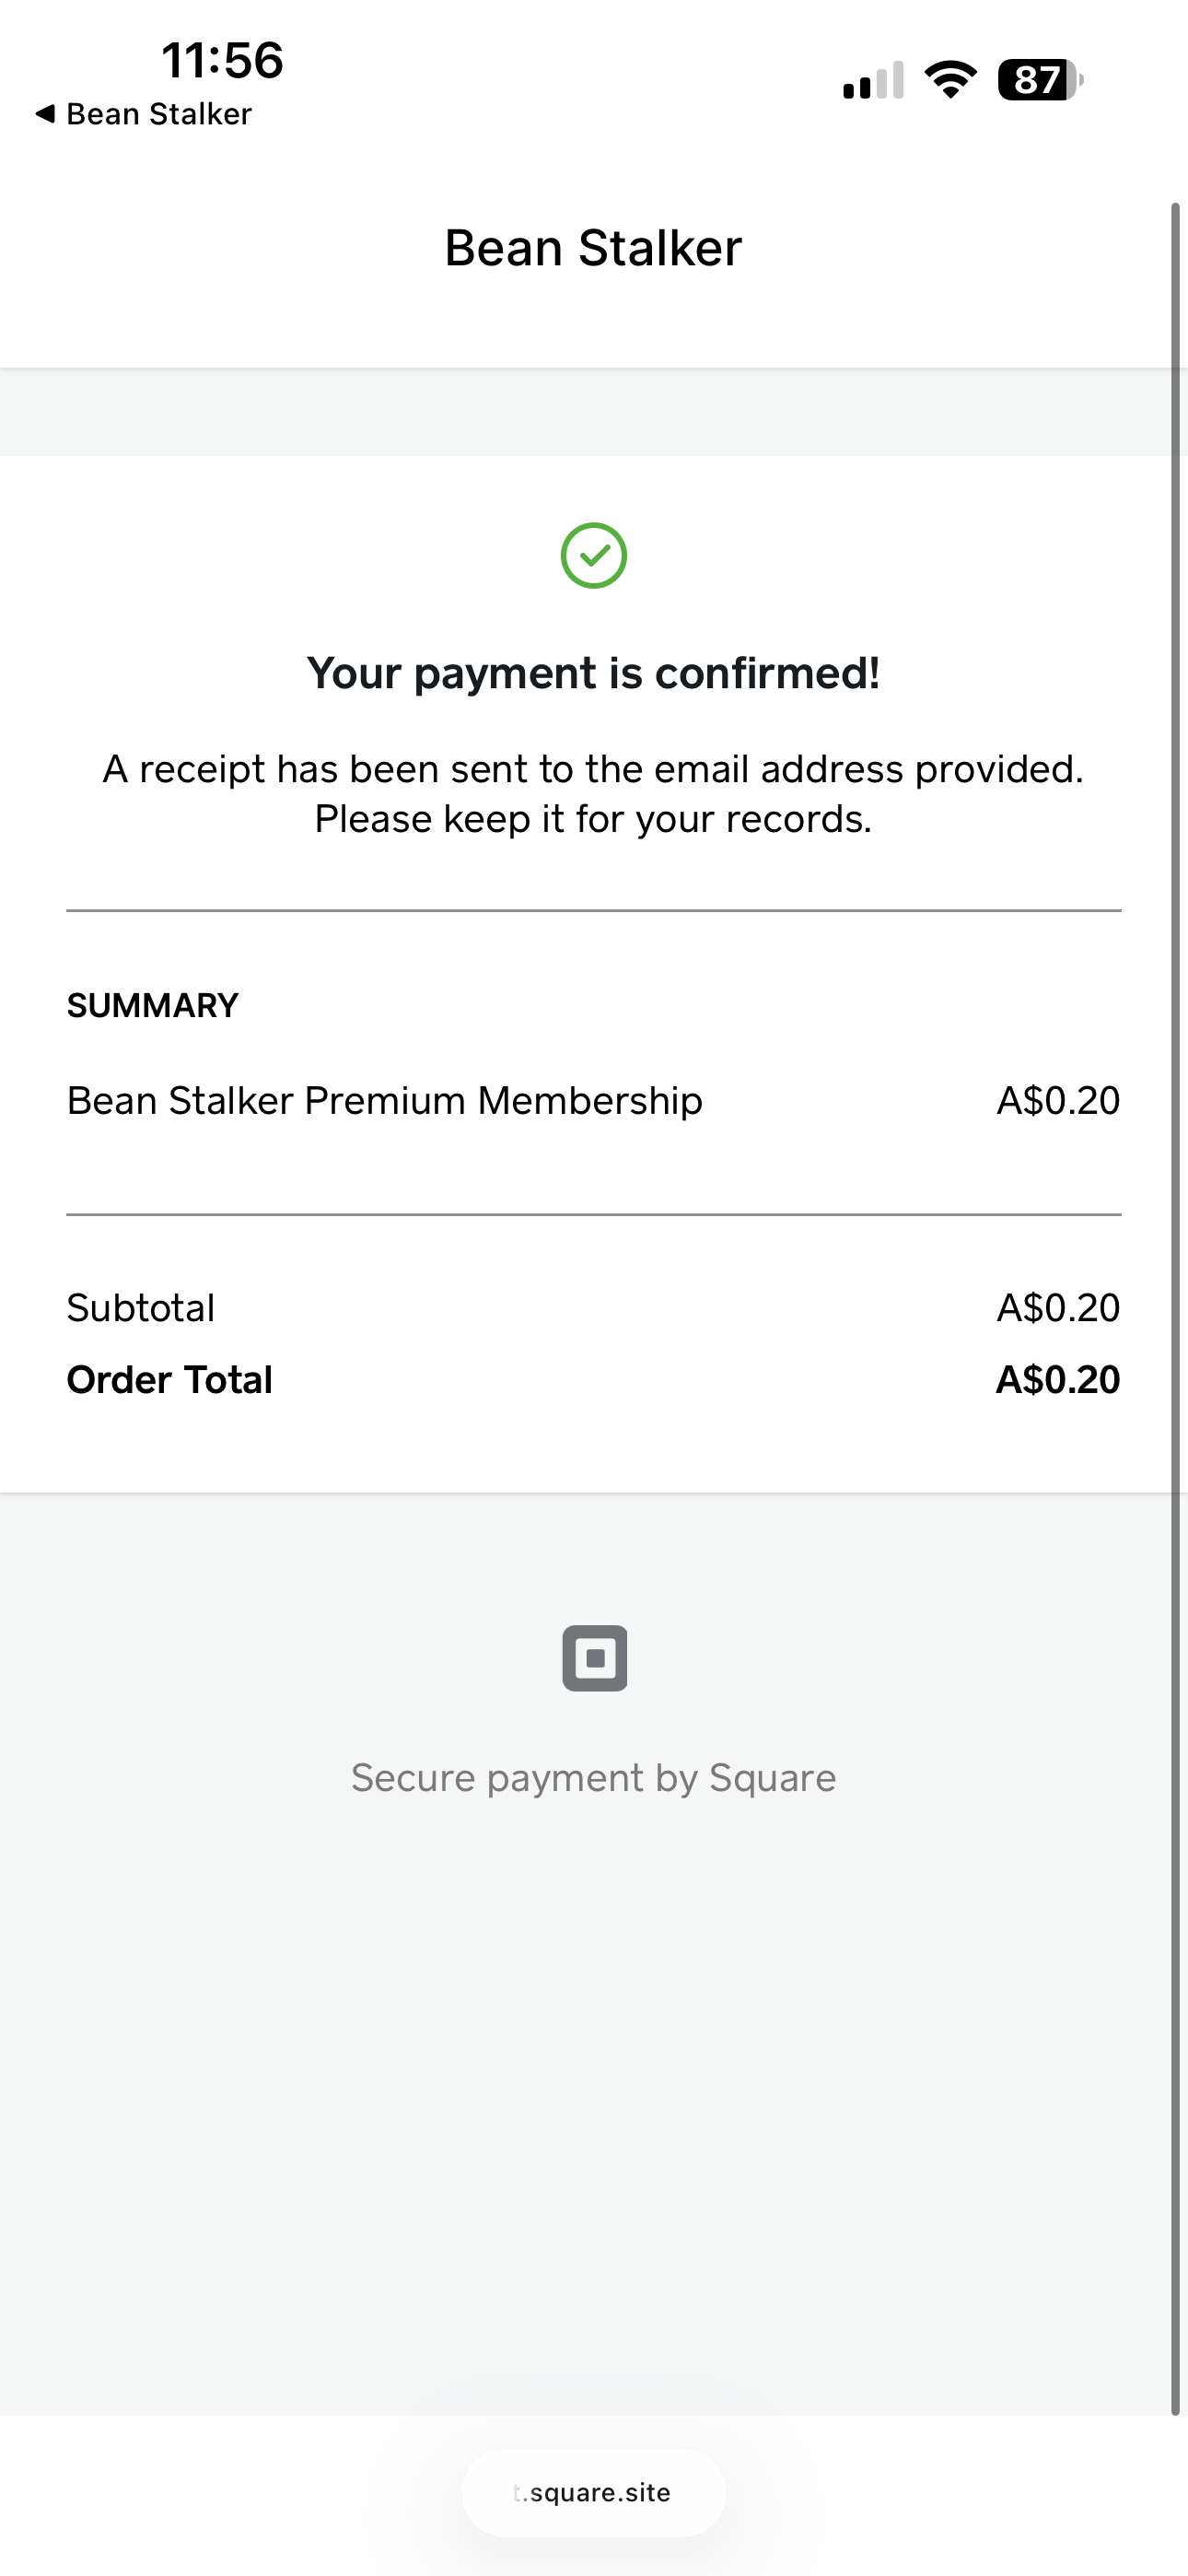 11:56
87
◀ Bean Stalker
Bean Stalker
Your payment is confirmed!
A receipt has been sent to the email address provided.
Please keep it for your records.
SUMMARY
Bean Stalker Premium Membership A$0.20
Subtotal A$0.20
Order Total A$0.20
Secure payment by Square
t.square.site